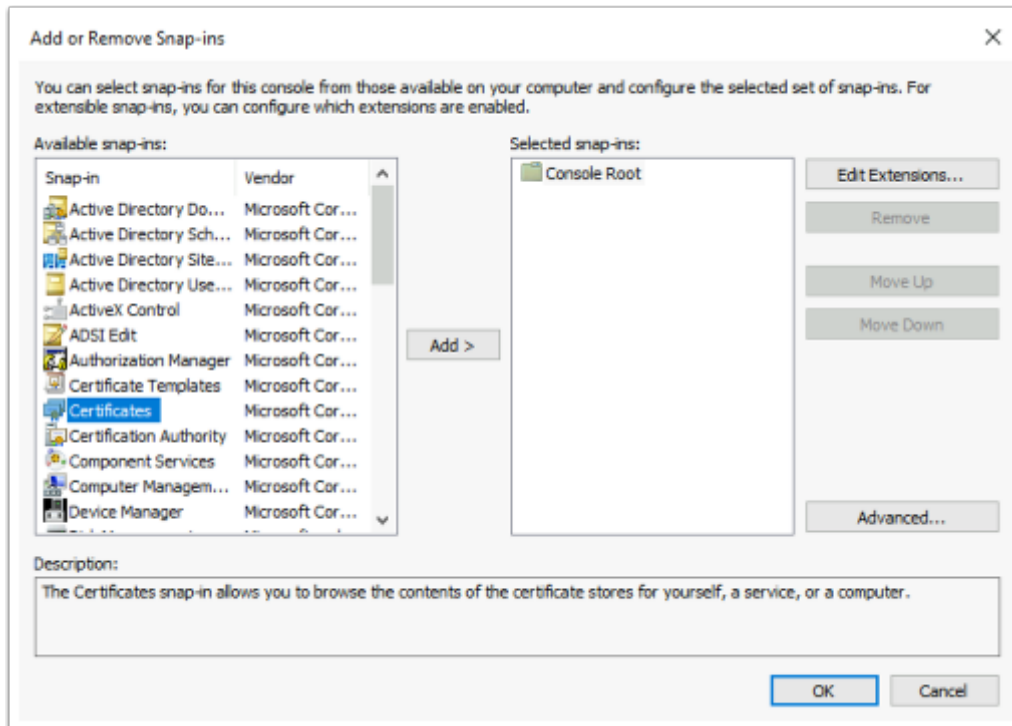 Add or Remove Snap-ins
You can select snap-ins for this console from those available on your computer and configure the selected set of snap-ins. For
extensible snap-ins, you can configure which extensions are enabled.
Available snap-ins:
Selected snap-ins:
Snap-in Vendor
Active Directory Do... Microsoft Cor...
Active Directory Sch... Microsoft Cor...
Active Directory Site... Microsoft Cor...
Active Directory Use... Microsoft Cor...
ActiveX Control Microsoft Cor...
ADSI Edit Microsoft Cor...
Authorization Manager Microsoft Cor...
Certificate Templates Microsoft Cor...
Certificates Microsoft Cor...
Certification Authority Microsoft Cor...
Component Services Microsoft Cor...
Computer Managem... Microsoft Cor...
Device Manager Microsoft Cor...
Add >
Console Root
Edit Extensions...
Remove
Move Up
Move Down
Advanced...
Description:
The Certificates snap-in allows you to browse the contents of the certificate stores for yourself, a service, or a computer.
OK Cancel